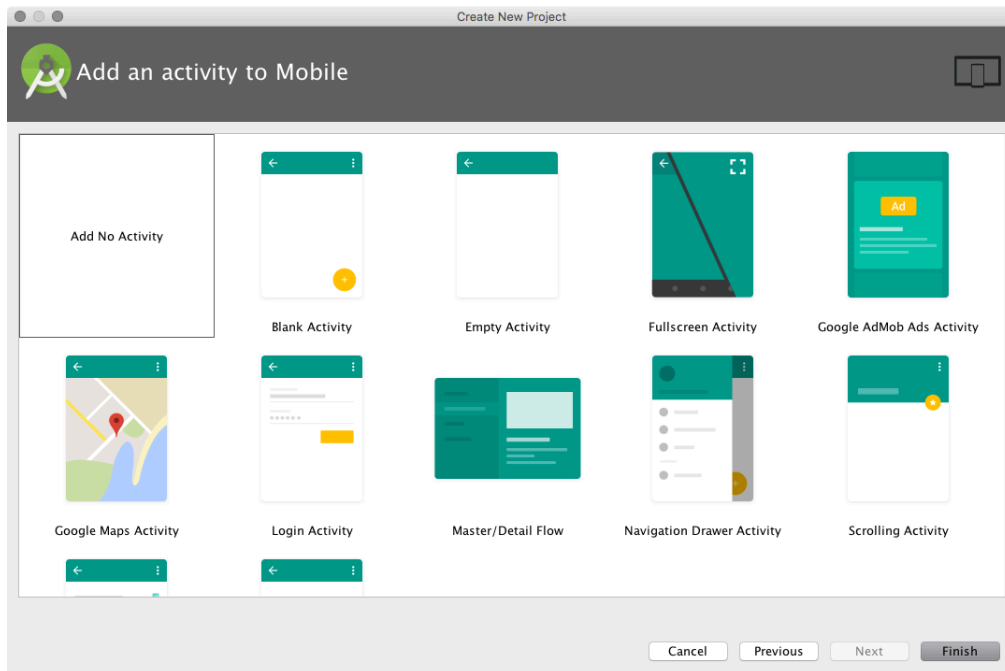 Create New Project
Add an activity to Mobile
Add No Activity
Blank Activity
Empty Activity
Fullscreen Activity
Ad
Google AdMob Ads Activity
Google Maps Activity
Login Activity
Master/Detail Flow
Navigation Drawer Activity
Scrolling Activity
Cancel
Previous
Next
Finish